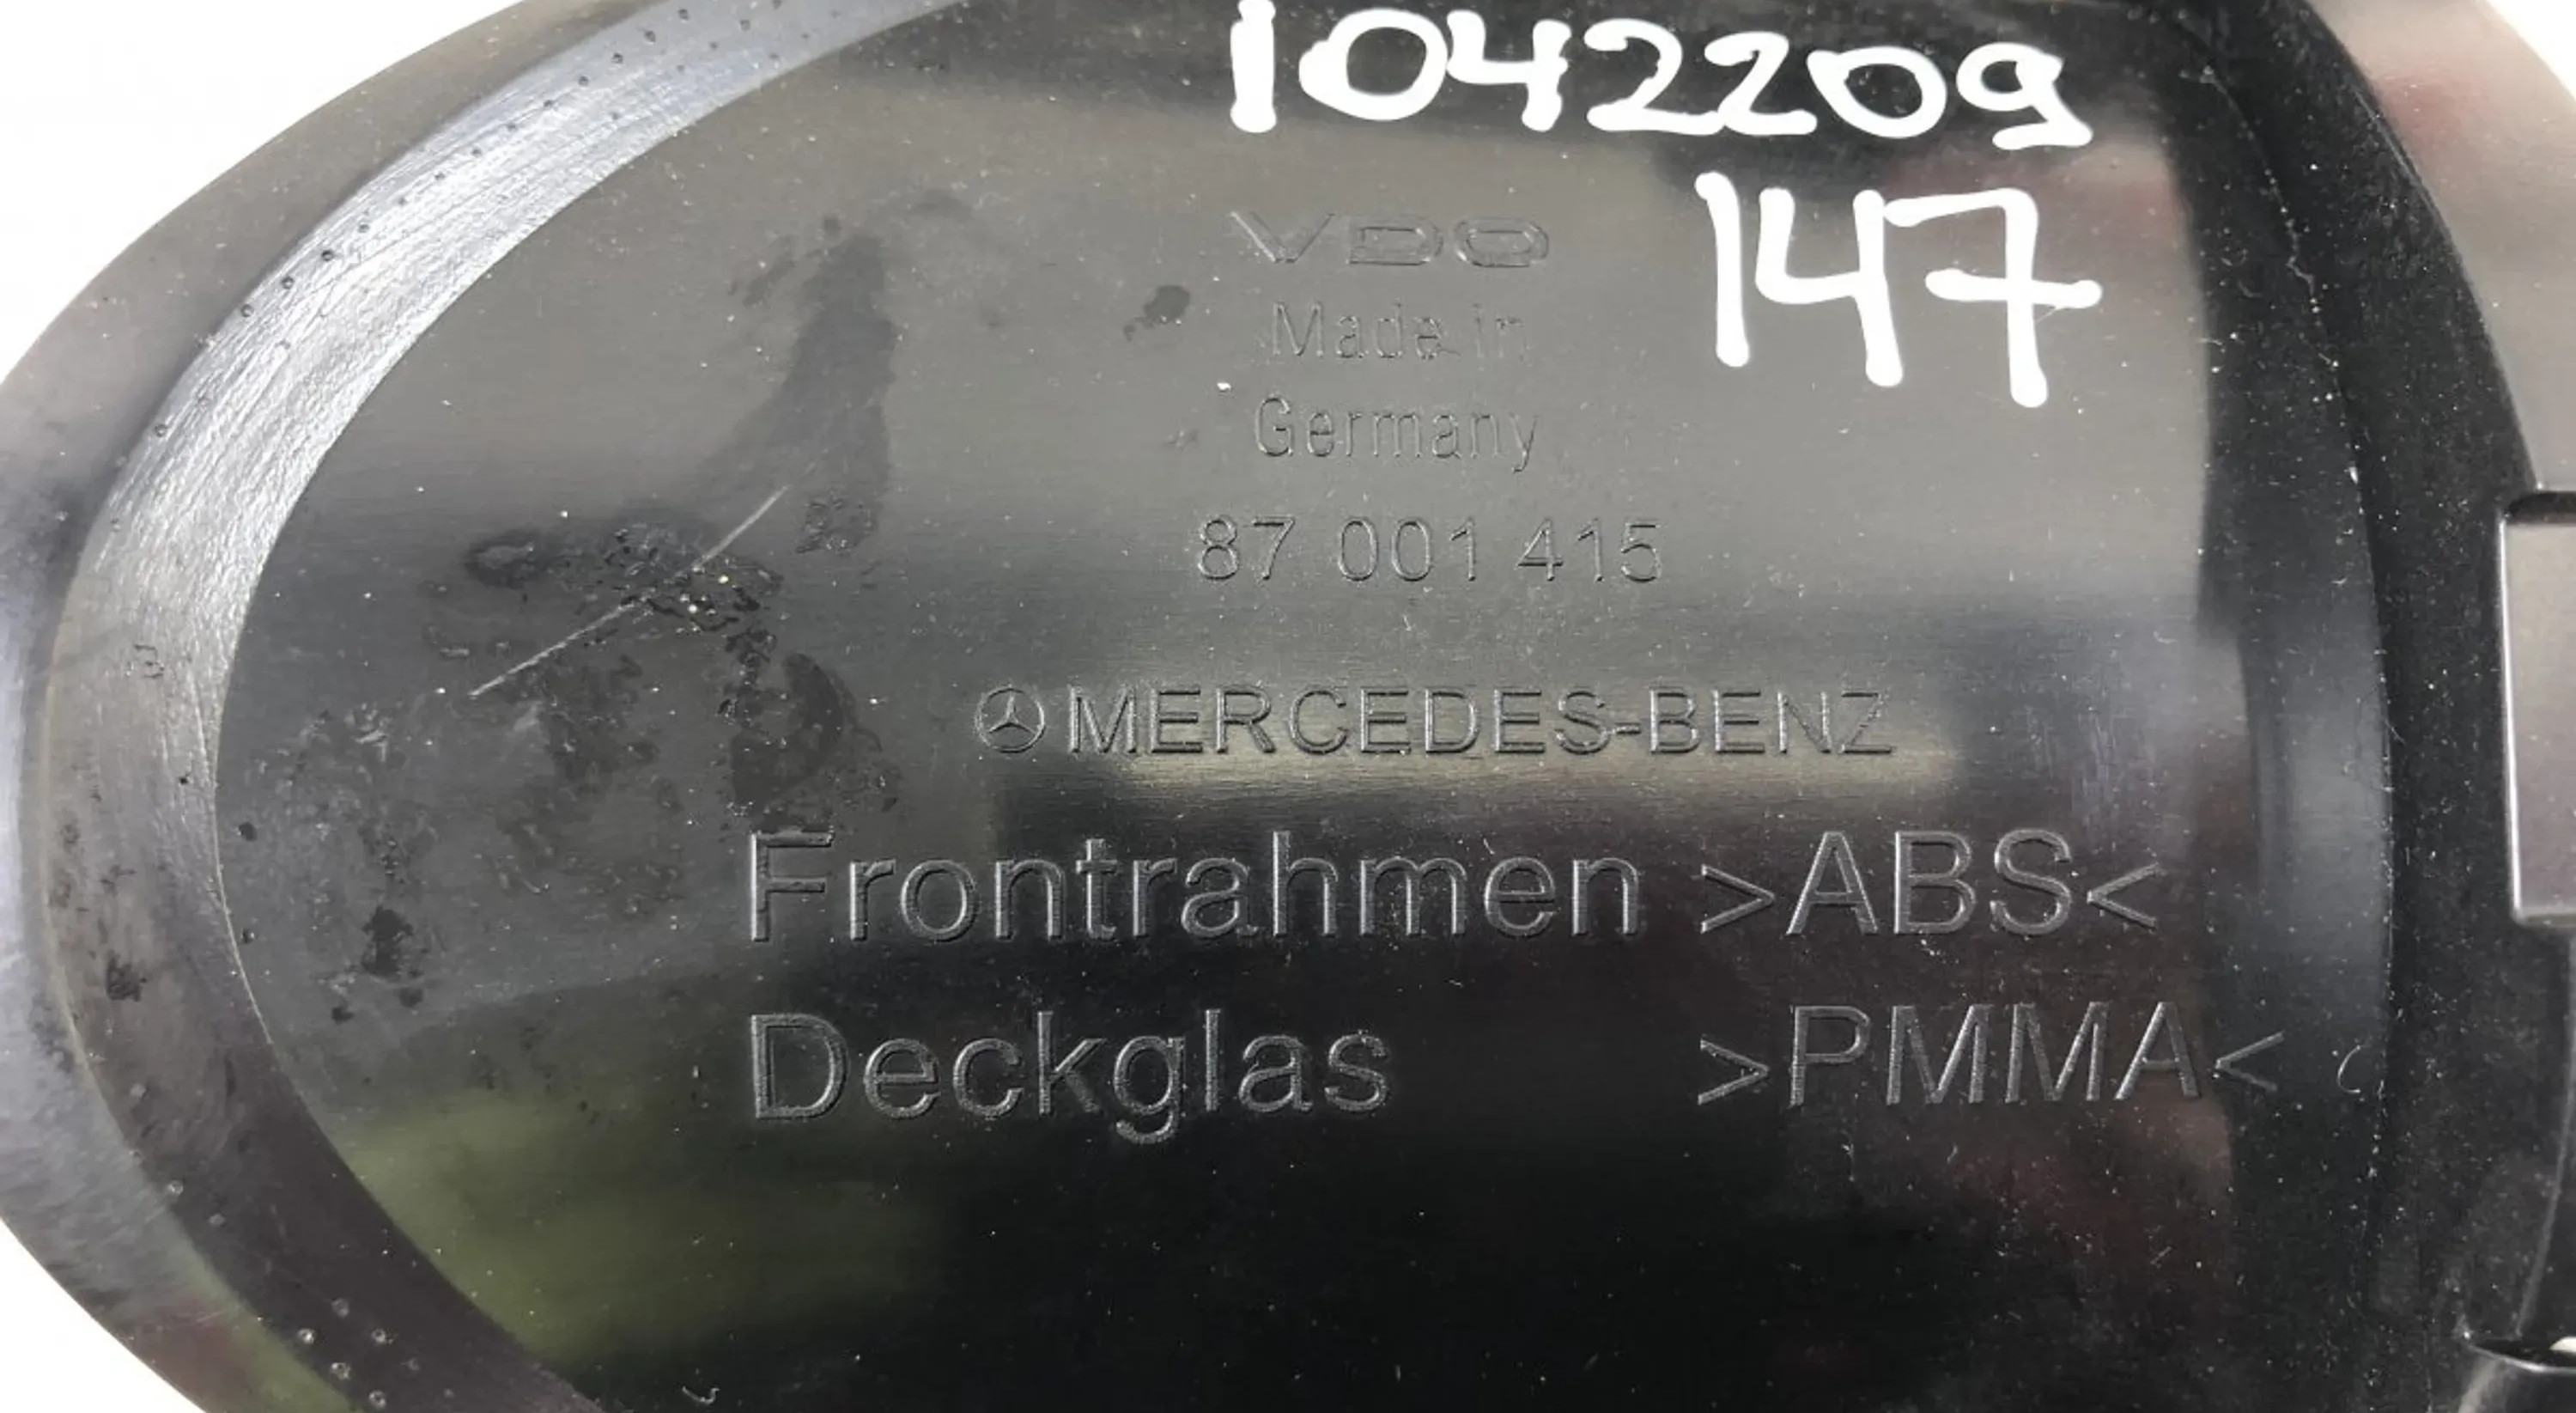 1042209
147
VDO
Made in
Germany
87 001 415
MERCEDES-BENZ
Frontrahmen >ABS<
Deckglas >PMMA<